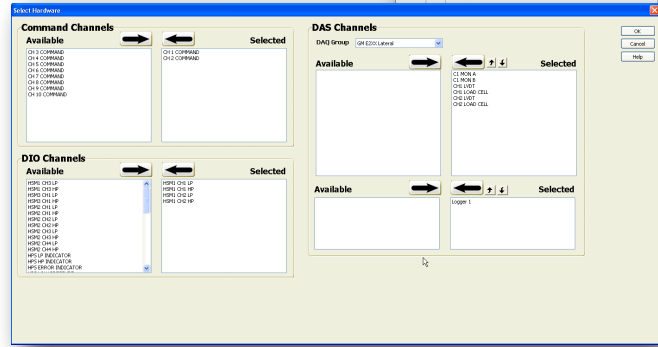 Select Hardware
Command Channels
Available
Selected
CH 3 COMMAND
CH 4 COMMAND
CH 5 COMMAND
CH 6 COMMAND
CH 7 COMMAND
CH 8 COMMAND
CH 9 COMMAND
CH 10 COMMAND
CH 1 COMMAND
CH 2 COMMAND
DIO Channels
Available
Selected
HSM1 CH3 LP
HSM1 CH3 HP
HSM3 CH1 LP
HSM3 CH1 HP
HSM2 CH1 LP
HSM2 CH1 HP
HSM2 CH2 LP
HSM2 CH2 HP
HSM2 CH3 LP
HSM2 CH3 HP
HSM2 CH4 LP
HSM2 CH4 HP
HPS LP INDICATOR
HPS HP INDICATOR
HPS ERROR INDICATOR
HSM1 CH1 LP
HSM1 CH1 HP
HSM1 CH2 LP
HSM1 CH2 HP
DAS Channels
DAQ Group
GM E2XX Lateral
Available
Selected
C1 MON A
C1 MON B
CH1 LVDT
CH1 LOAD CELL
CH2 LVDT
CH2 LOAD CELL
Available
Selected
Logger 1
OK
Cancel
Help